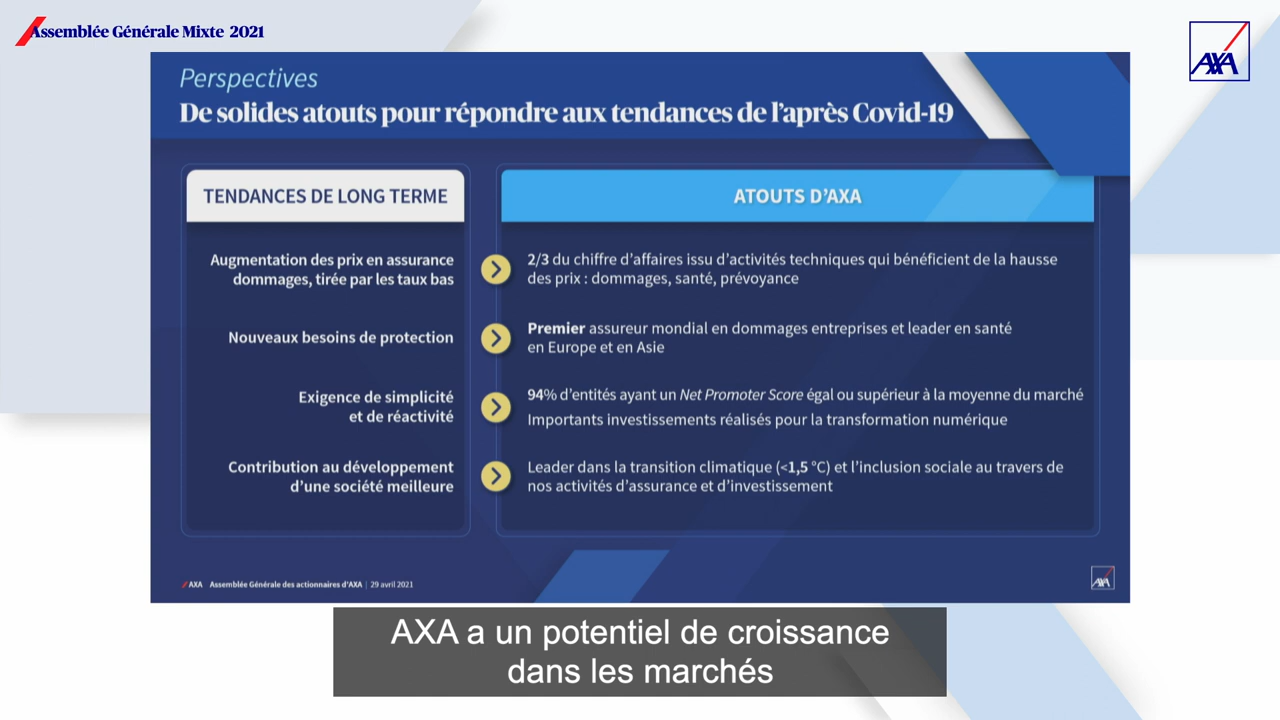 Assemblée Générale Mixte 2021
AXA
Perspectives
De solides atouts pour répondre aux tendances de l'après Covid-19
TENDANCES DE LONG TERME
ATOUTS D'AXA
Augmentation des prix en assurance
dommages, tirée par les taux bas
2/3 du chiffre d'affaires issu d'activités techniques qui bénéficient de la hausse
des prix : dommages, santé, prévoyance
Nouveaux besoins de protection
Premier assureur mondial en dommages entreprises et leader en santé
en Europe et en Asie
Exigence de simplicité
et de réactivité
94% d'entités ayant un Net Promoter Score égal ou supérieur à la moyenne du marché
Importants investissements réalisés pour la transformation numérique
Contribution au développement
d'une société meilleure
Leader dans la transition climatique (<1,5 °C) et l'inclusion sociale au travers de
nos activités d'assurance et d'investissement
AXA Assemblée Générale des actionnaires d'AXA | 29 avril 2021
AXA
AXA a un potentiel de croissance
dans les marchés